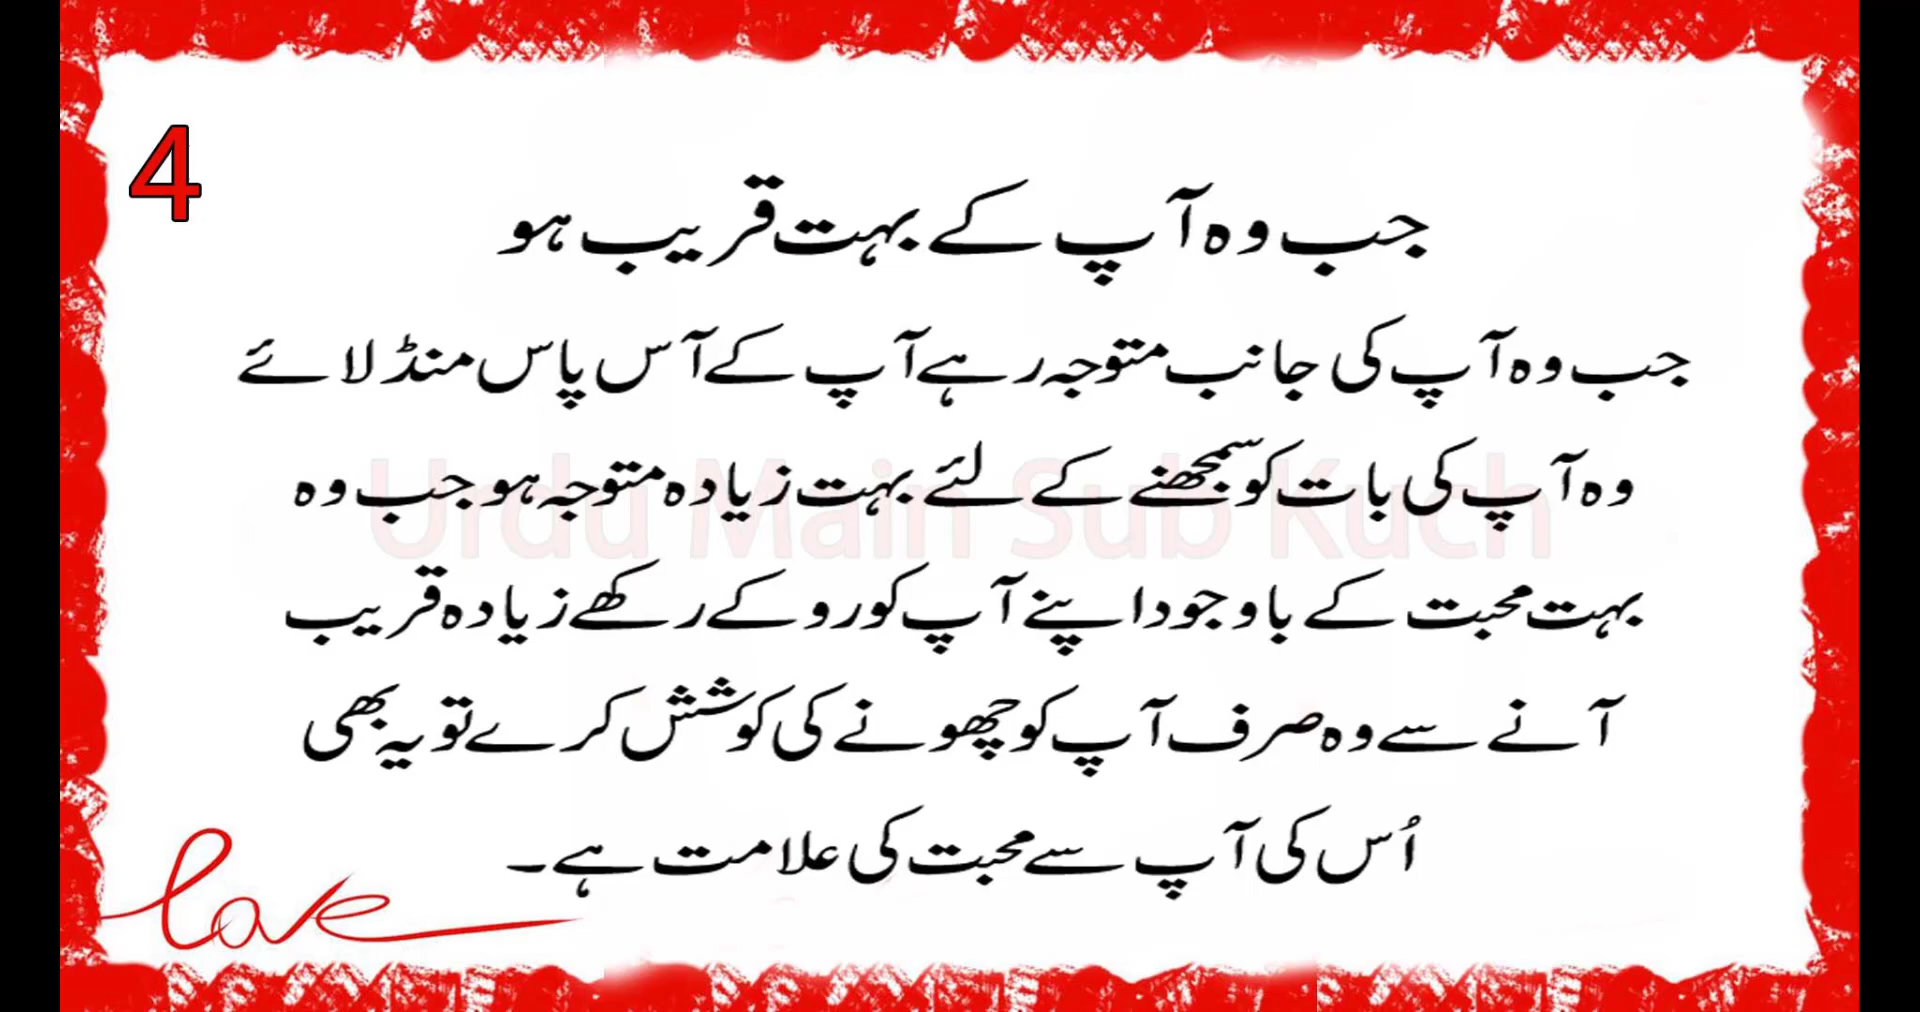 4
جب وہ آپ کے بہت قریب ہو
جب وہ آپ کی جانب متوجہ رہے آپ کے آس پاس منڈلائے
وہ آپ کی بات کو سمجھنے کے لئے بہت زیادہ متوجہ ہو جب وہ
Urdu Main Sub Kuch
بہت محبت کے باوجود اپنے آپ کو روکے رکھے زیادہ قریب
آنے سے وہ صرف آپ کو چھونے کی کوشش کرے تو یہ بھی
اُس کی آپ سے محبت کی علامت ہے۔
love